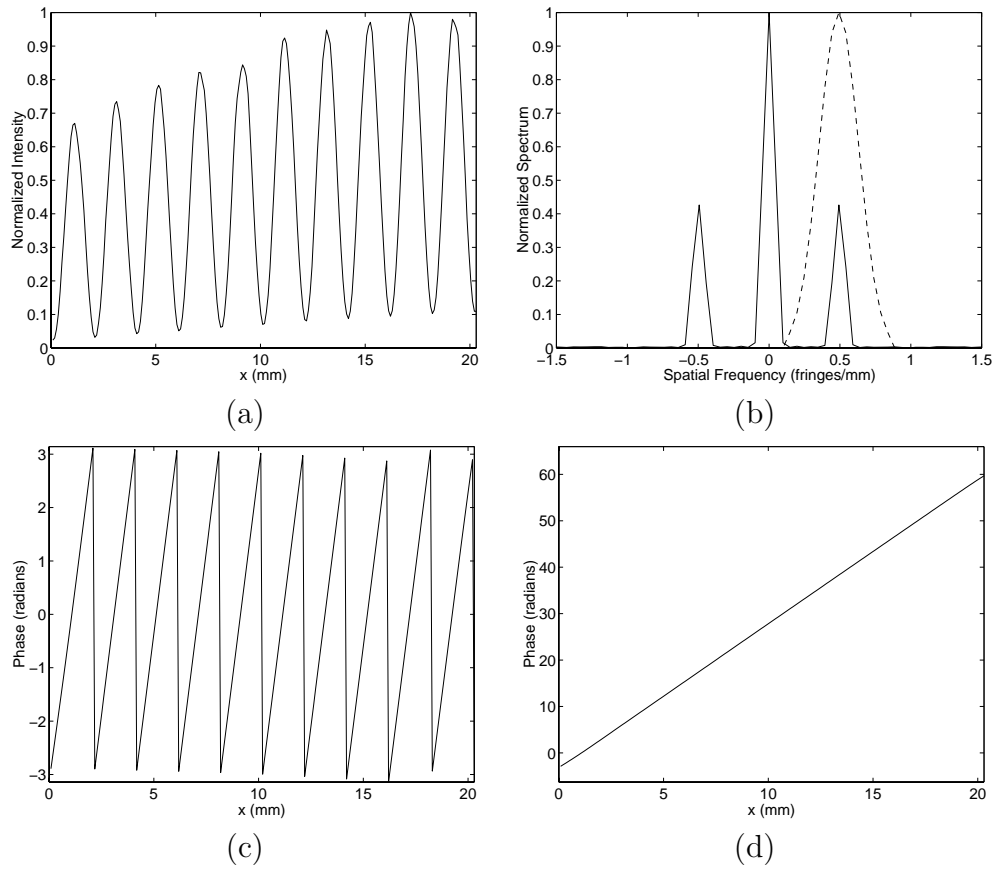 Normalized Intensity
1
0.9
0.8
0.7
0.6
0.5
0.4
0.3
0.2
0.1
0
0 5 10 15 20
x (mm)
(a)
Normalized Spectrum
1
0.9
0.8
0.7
0.6
0.5
0.4
0.3
0.2
0.1
0
−1.5 −1 −0.5 0 0.5 1 1.5
Spatial Frequency (fringes/mm)
(b)
Phase (radians)
3
2
1
0
−1
−2
−3
0 5 10 15 20
x (mm)
(c)
Phase (radians)
60
50
40
30
20
10
0
0 5 10 15 20
x (mm)
(d)